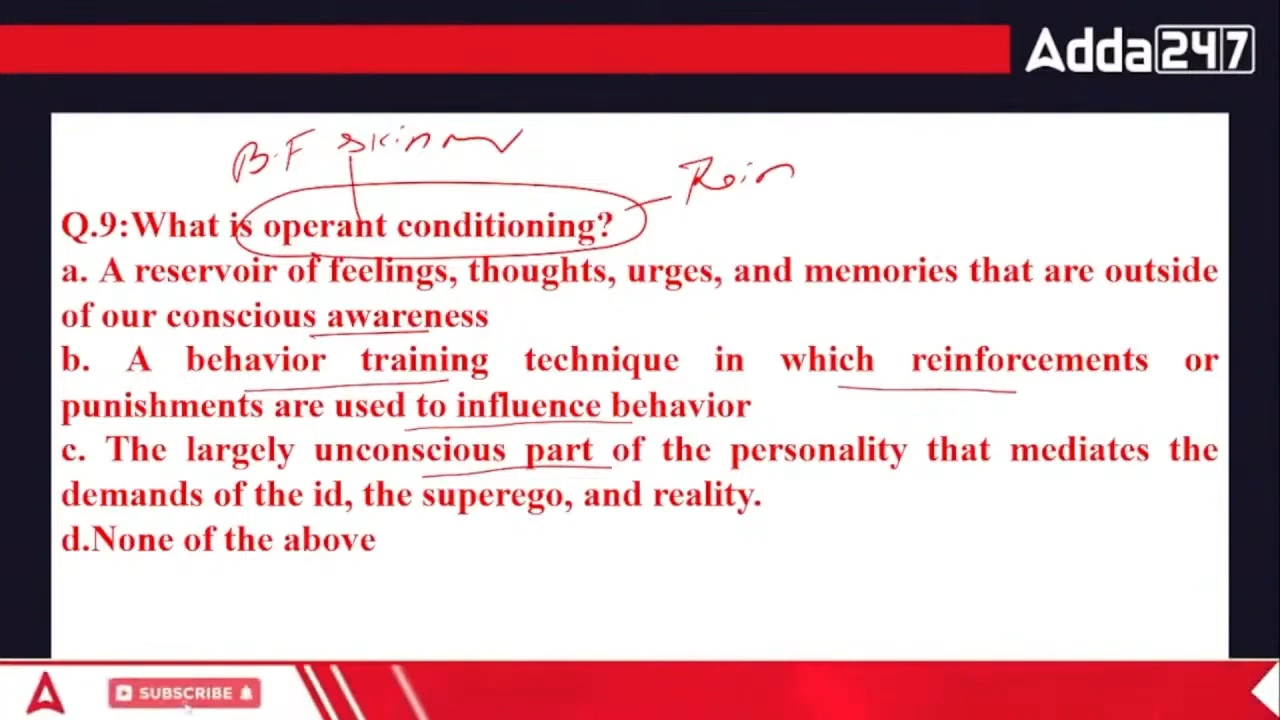 Adda247
B.F Skinner
Rein
Q.9:What is operant conditioning?
a. A reservoir of feelings, thoughts, urges, and memories that are outside
of our conscious awareness
b. A behavior training technique in which reinforcements or
punishments are used to influence behavior
c. The largely unconscious part of the personality that mediates the
demands of the id, the superego, and reality.
d.None of the above
SUBSCRIBE